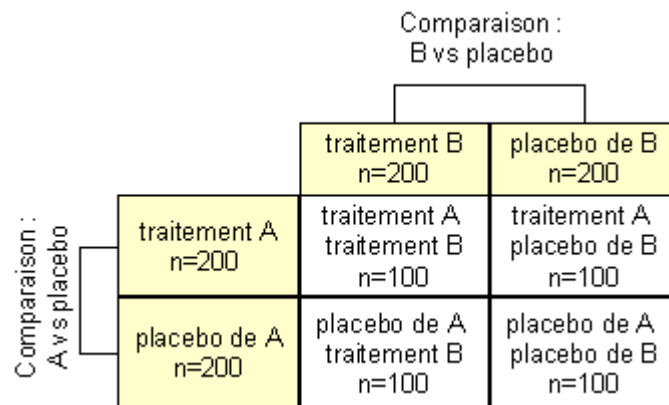 Comparaison :
B vs placebo
traitement B
n=200
placebo de B
n=200
Comparaison :
A vs placebo
traitement A
n=200
traitement A
traitement B
n=100
traitement A
placebo de B
n=100
placebo de A
n=200
placebo de A
traitement B
n=100
placebo de A
placebo de B
n=100